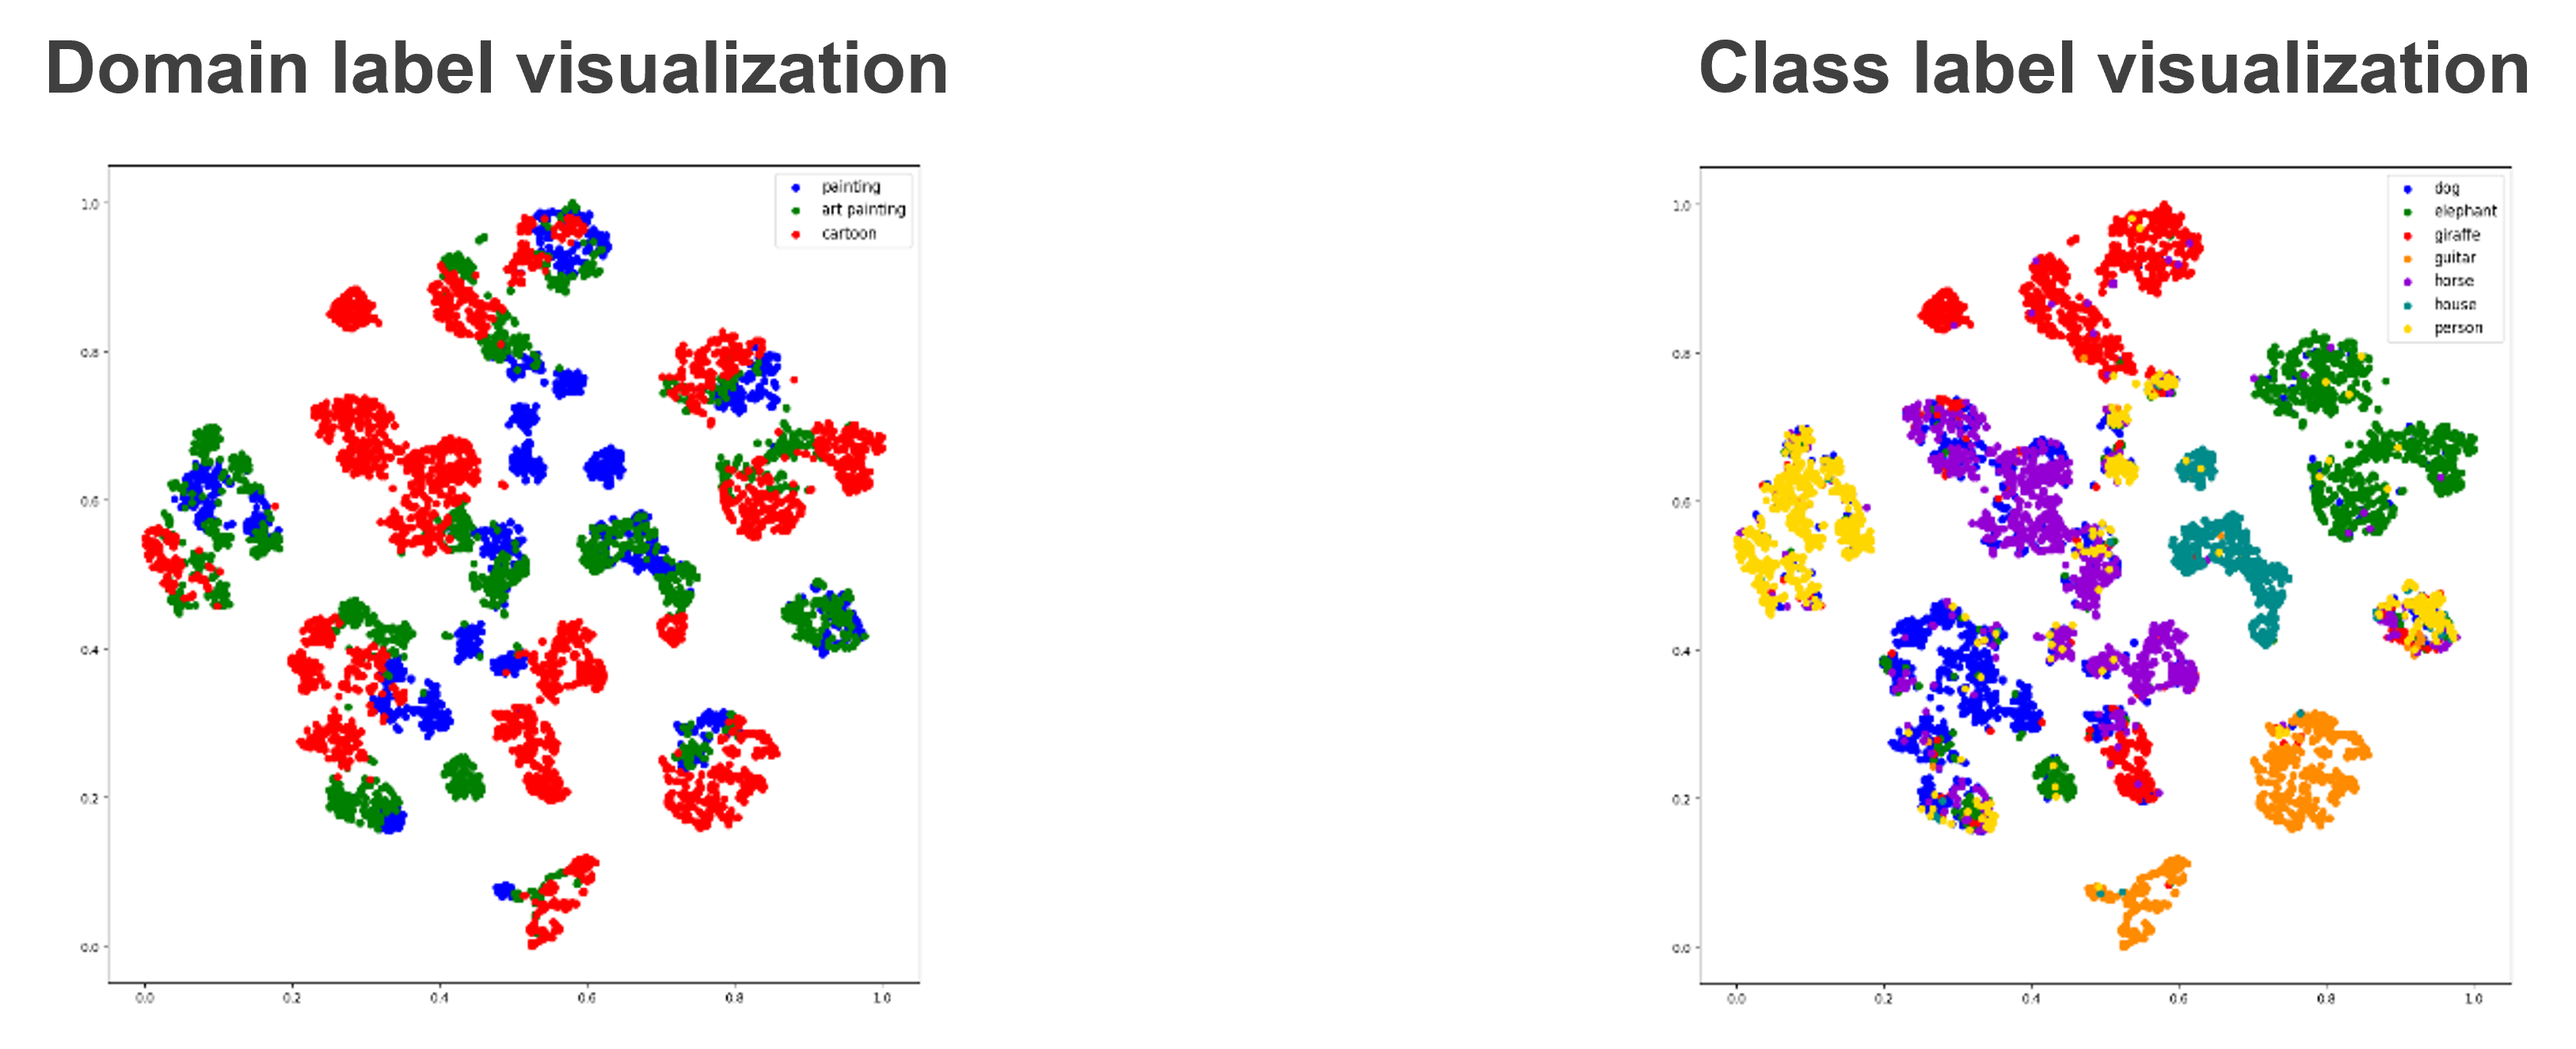 Domain label visualization
Class label visualization
painting
art painting
cartoon
1.0
0.8
0.6
0.4
0.2
0.0
0.0 0.2 0.4 0.6 0.8 1.0
dog
elephant
giraffe
guitar
horse
house
person
1.0
0.8
0.6
0.4
0.2
0.0
0.0 0.2 0.4 0.6 0.8 1.0